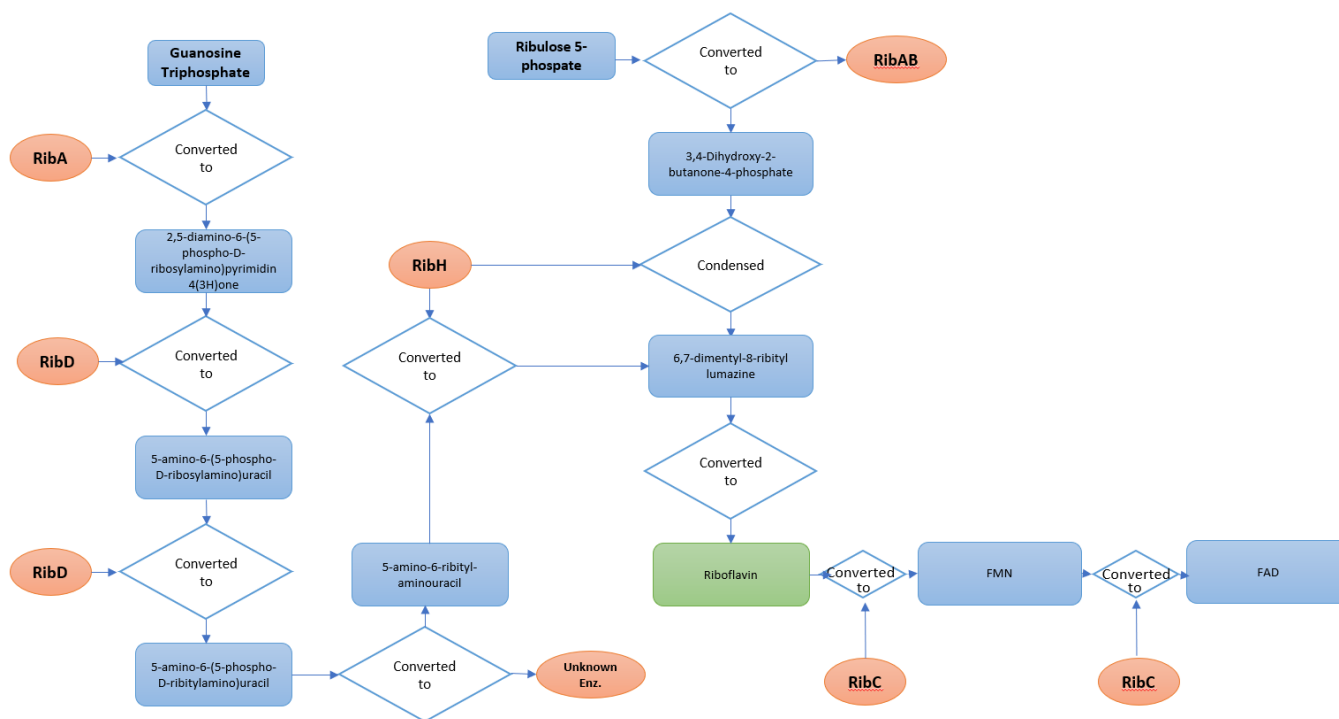 Guanosine
Triphosphate
Converted
to
RibA
2,5-diamino-6-(5-
phospho-D-
ribosylamino)pyrimidin
4(3H)one
Converted
to
RibD
5-amino-6-(5-phospho-
D-ribosylamino)uracil
Converted
to
RibD
5-amino-6-(5-phospho-
D-ribitylamino)uracil
Converted
to
Unknown
Enz.
5-amino-6-ribityl-
aminouracil
Converted
to
RibH
Ribulose 5-
phospate
Converted
to
RibAB
3,4-Dihydroxy-2-
butanone-4-phosphate
Condensed
6,7-dimentyl-8-ribityl
lumazine
Converted
to
Riboflavin
Converted
to
RibC
FMN
Converted
to
RibC
FAD